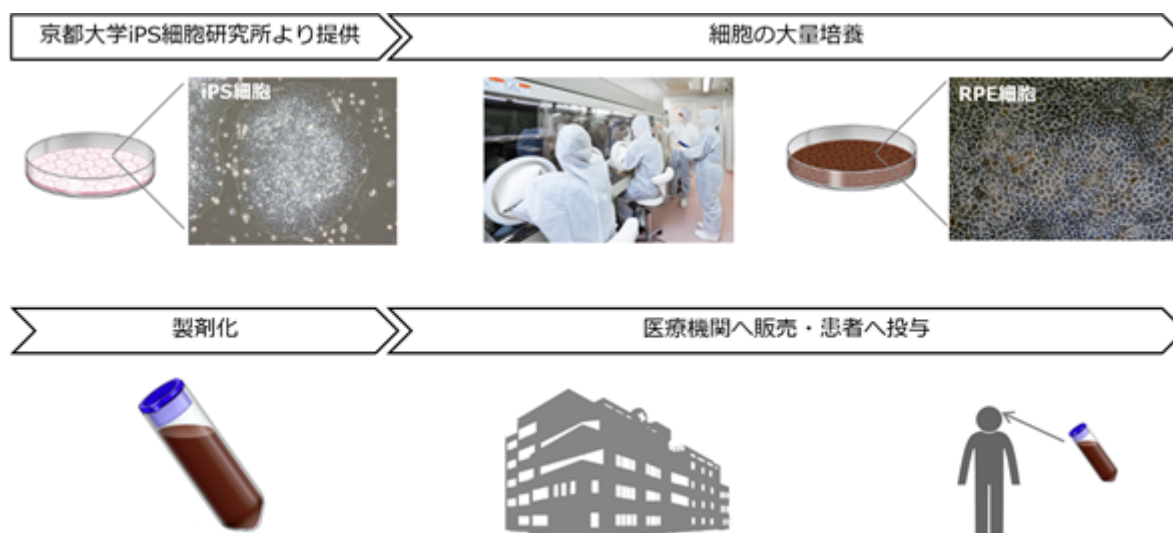 京都大学iPS細胞研究所より提供
細胞の大量培養
iPS細胞
RPE細胞
製剤化
医療機関へ販売・患者へ投与